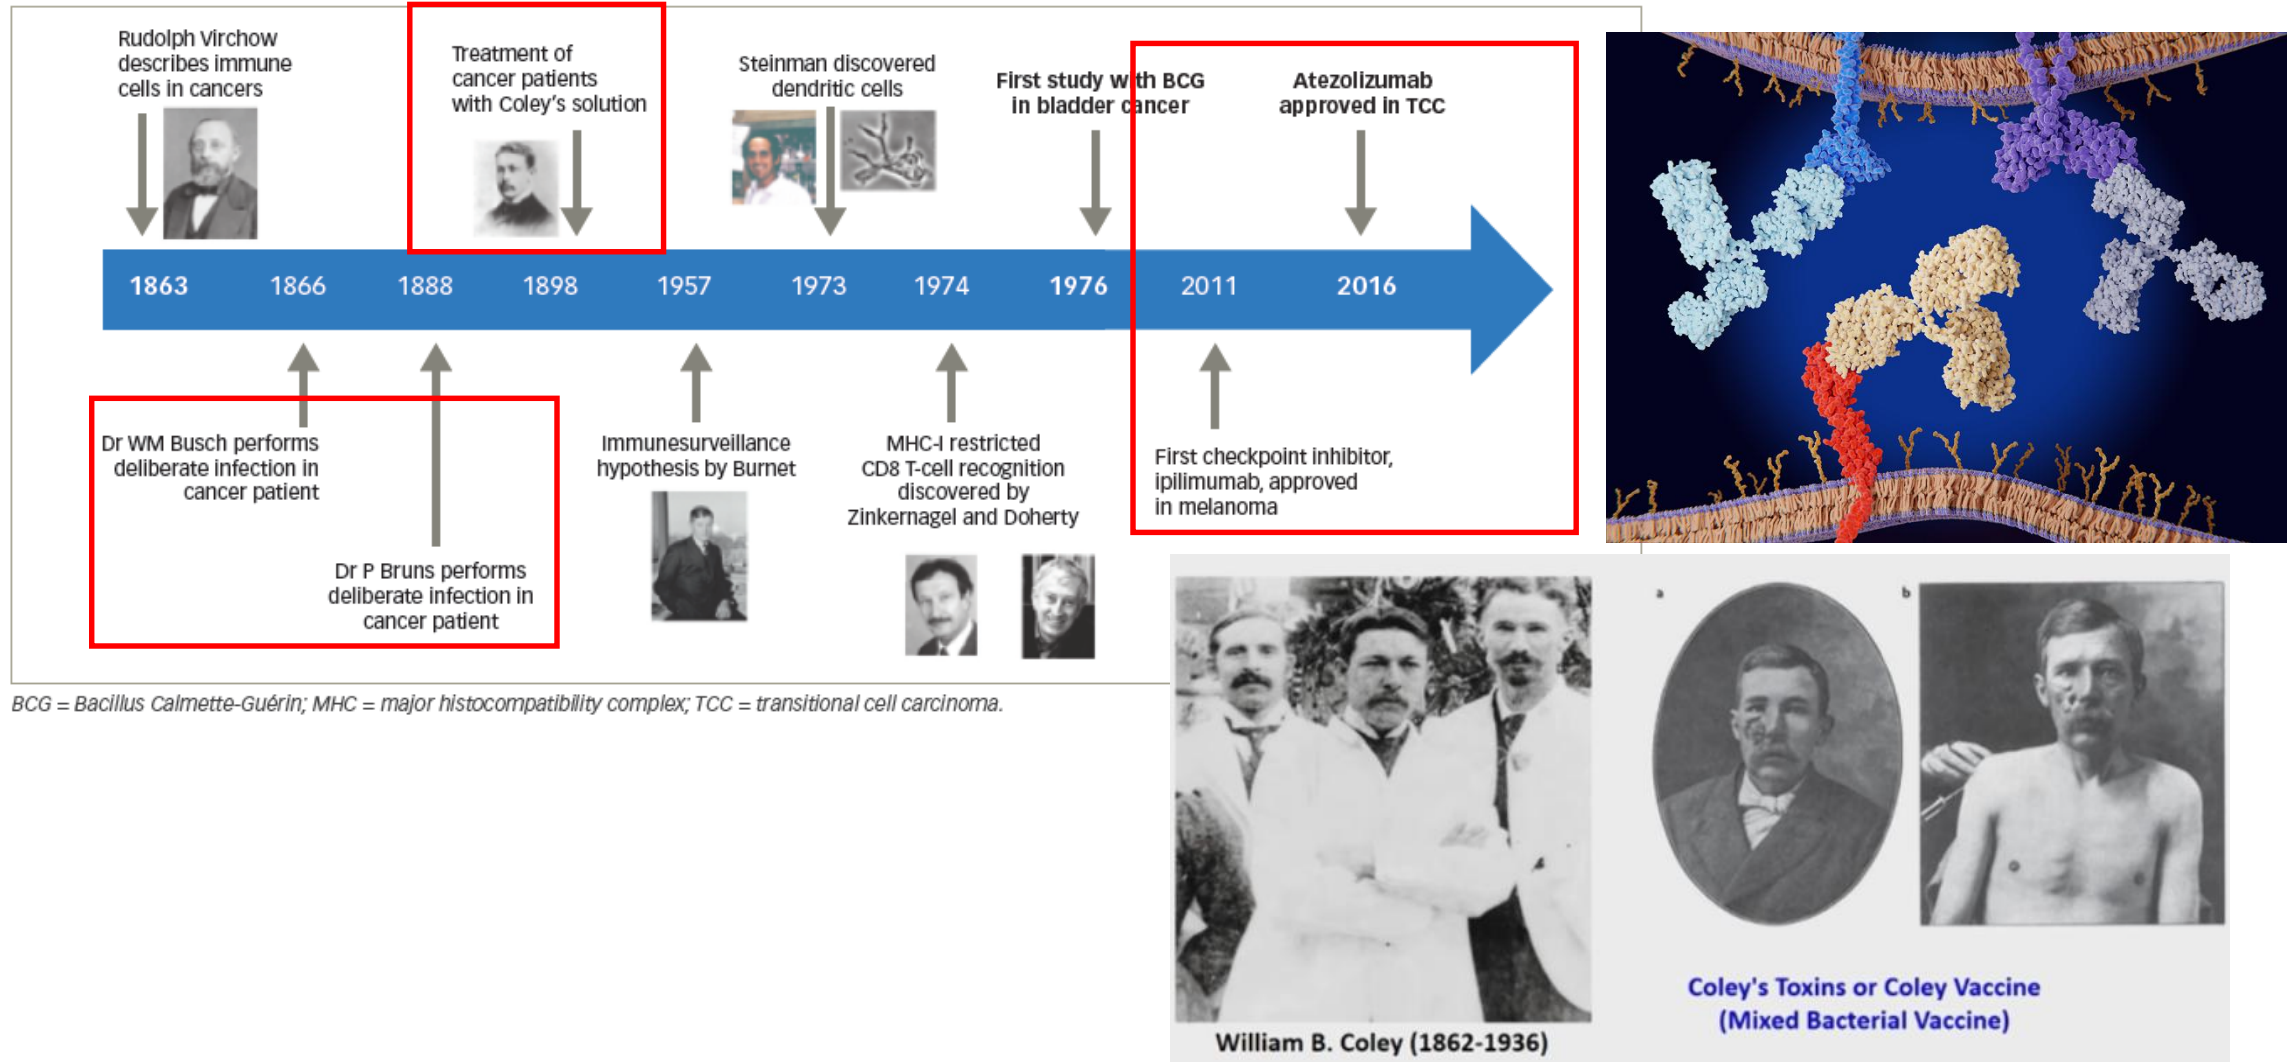 Rudolph Virchow
describes immune
cells in cancers
Treatment of
cancer patients
with Coley's solution
Steinman discovered
dendritic cells
First study with BCG
in bladder cancer
Atezolizumab
approved in TCC
1863
1866
1888
1898
1957
1973
1974
1976
2011
2016
Dr WM Busch performs
deliberate infection in
cancer patient
Dr P Bruns performs
deliberate infection in
cancer patient
Immunesurveillance
hypothesis by Burnet
MHC-I restricted
CD8 T-cell recognition
discovered by
Zinkernagel and Doherty
First checkpoint inhibitor,
ipilimumab, approved
in melanoma
BCG = Bacillus Calmette-Guérin; MHC = major histocompatibility complex; TCC = transitional cell carcinoma.
William B. Coley (1862-1936)
a
b
Coley's Toxins or Coley Vaccine
(Mixed Bacterial Vaccine)